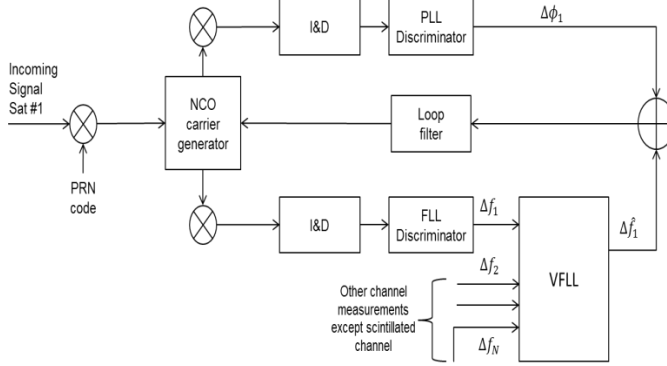 Incoming
Signal
Sat #1
PRN
code
NCO
carrier
generator
I&D
PLL
Discriminator
Δϕ₁
Loop
filter
I&D
FLL
Discriminator
Δf₁
Δf₂
Δf_N
Other channel
measurements
except scintillated
channel
VFLL
Δf̂₁